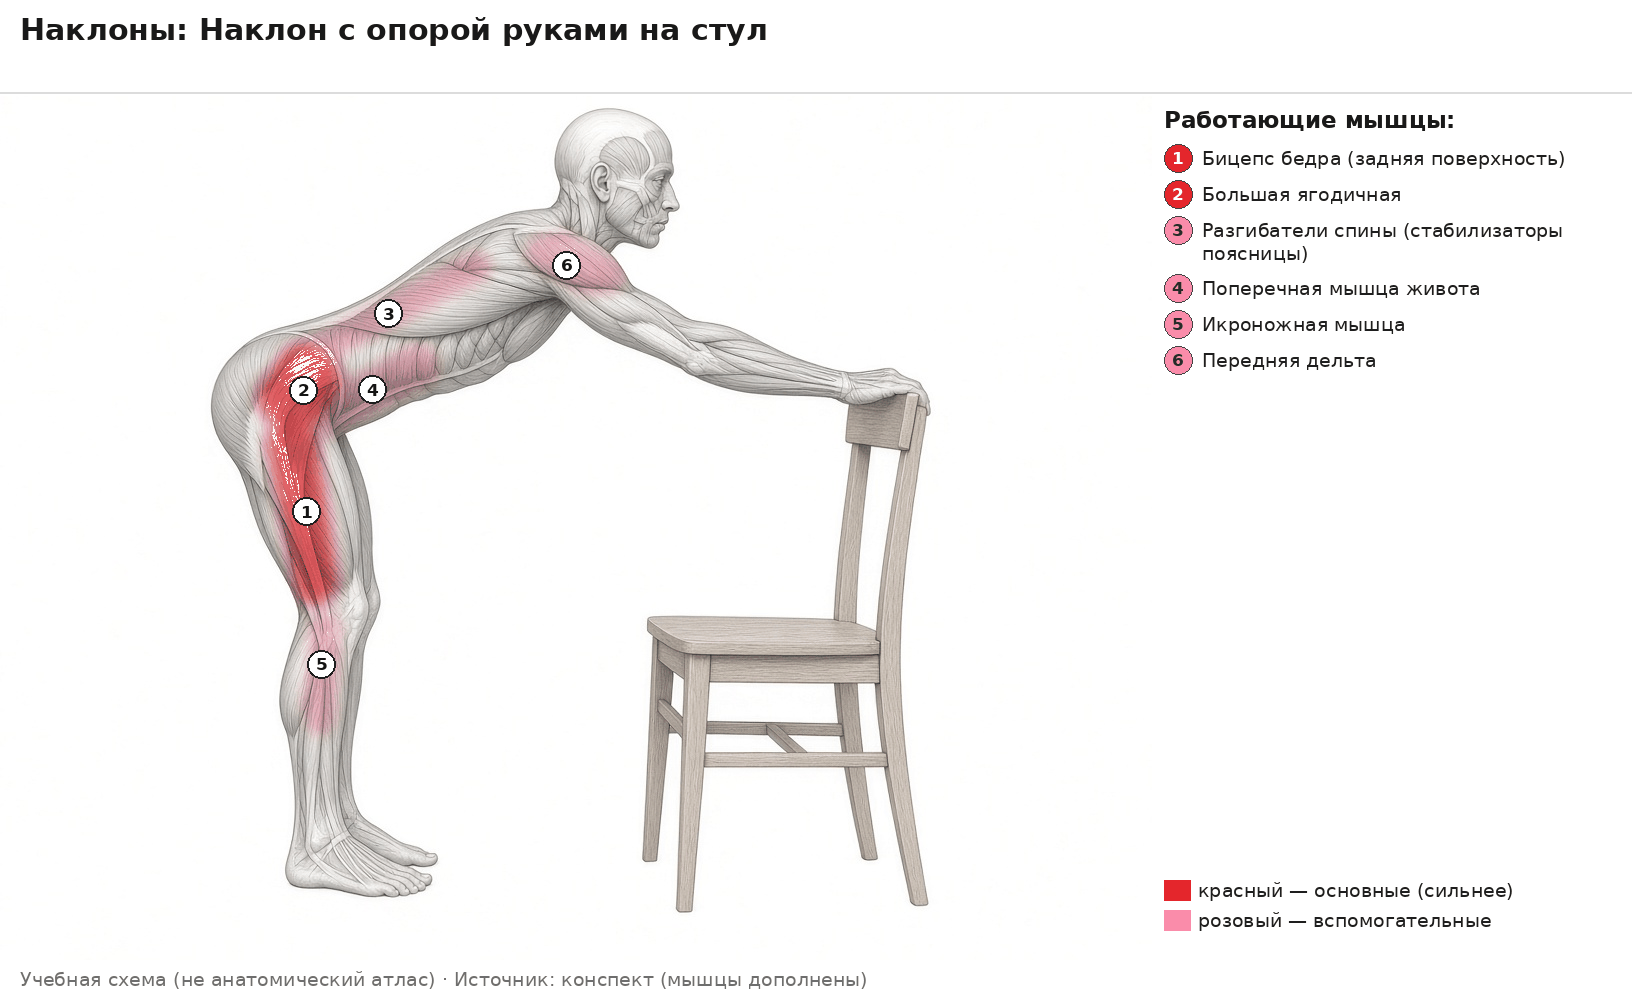 Наклоны: Наклон с опорой руками на стул
Работающие мышцы:
1 Бицепс бедра (задняя поверхность)
2 Большая ягодичная
3 Разгибатели спины (стабилизаторы
поясницы)
4 Поперечная мышца живота
5 Икроножная мышца
6 Передняя дельта
6
3
2
4
1
5
красный — основные (сильнее)
розовый — вспомогательные
Учебная схема (не анатомический атлас) · Источник: конспект (мышцы дополнены)